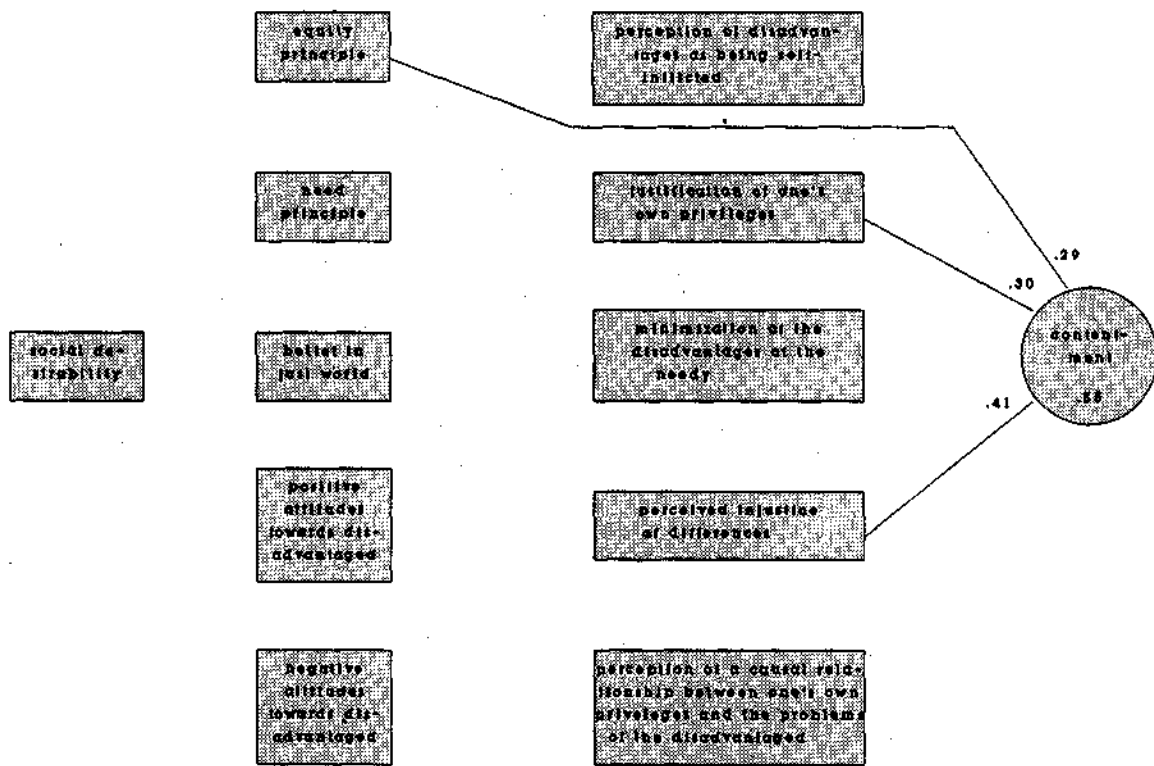 equity
principle
perception of disadvan-
tages as being self-
inflicted
need
principle
justification of one's
own privileges
.29
.30
social de-
sirability
belief in
just world
minimization of the
disadvantages of the
needy
content-
ment
.41
positive
attitudes
towards dis-
advantaged
perceived injustice
of differences
negative
attitudes
towards dis-
advantaged
perception of a causal rela-
tionship between one's own
priveleges and the problems
of the disadvantaged